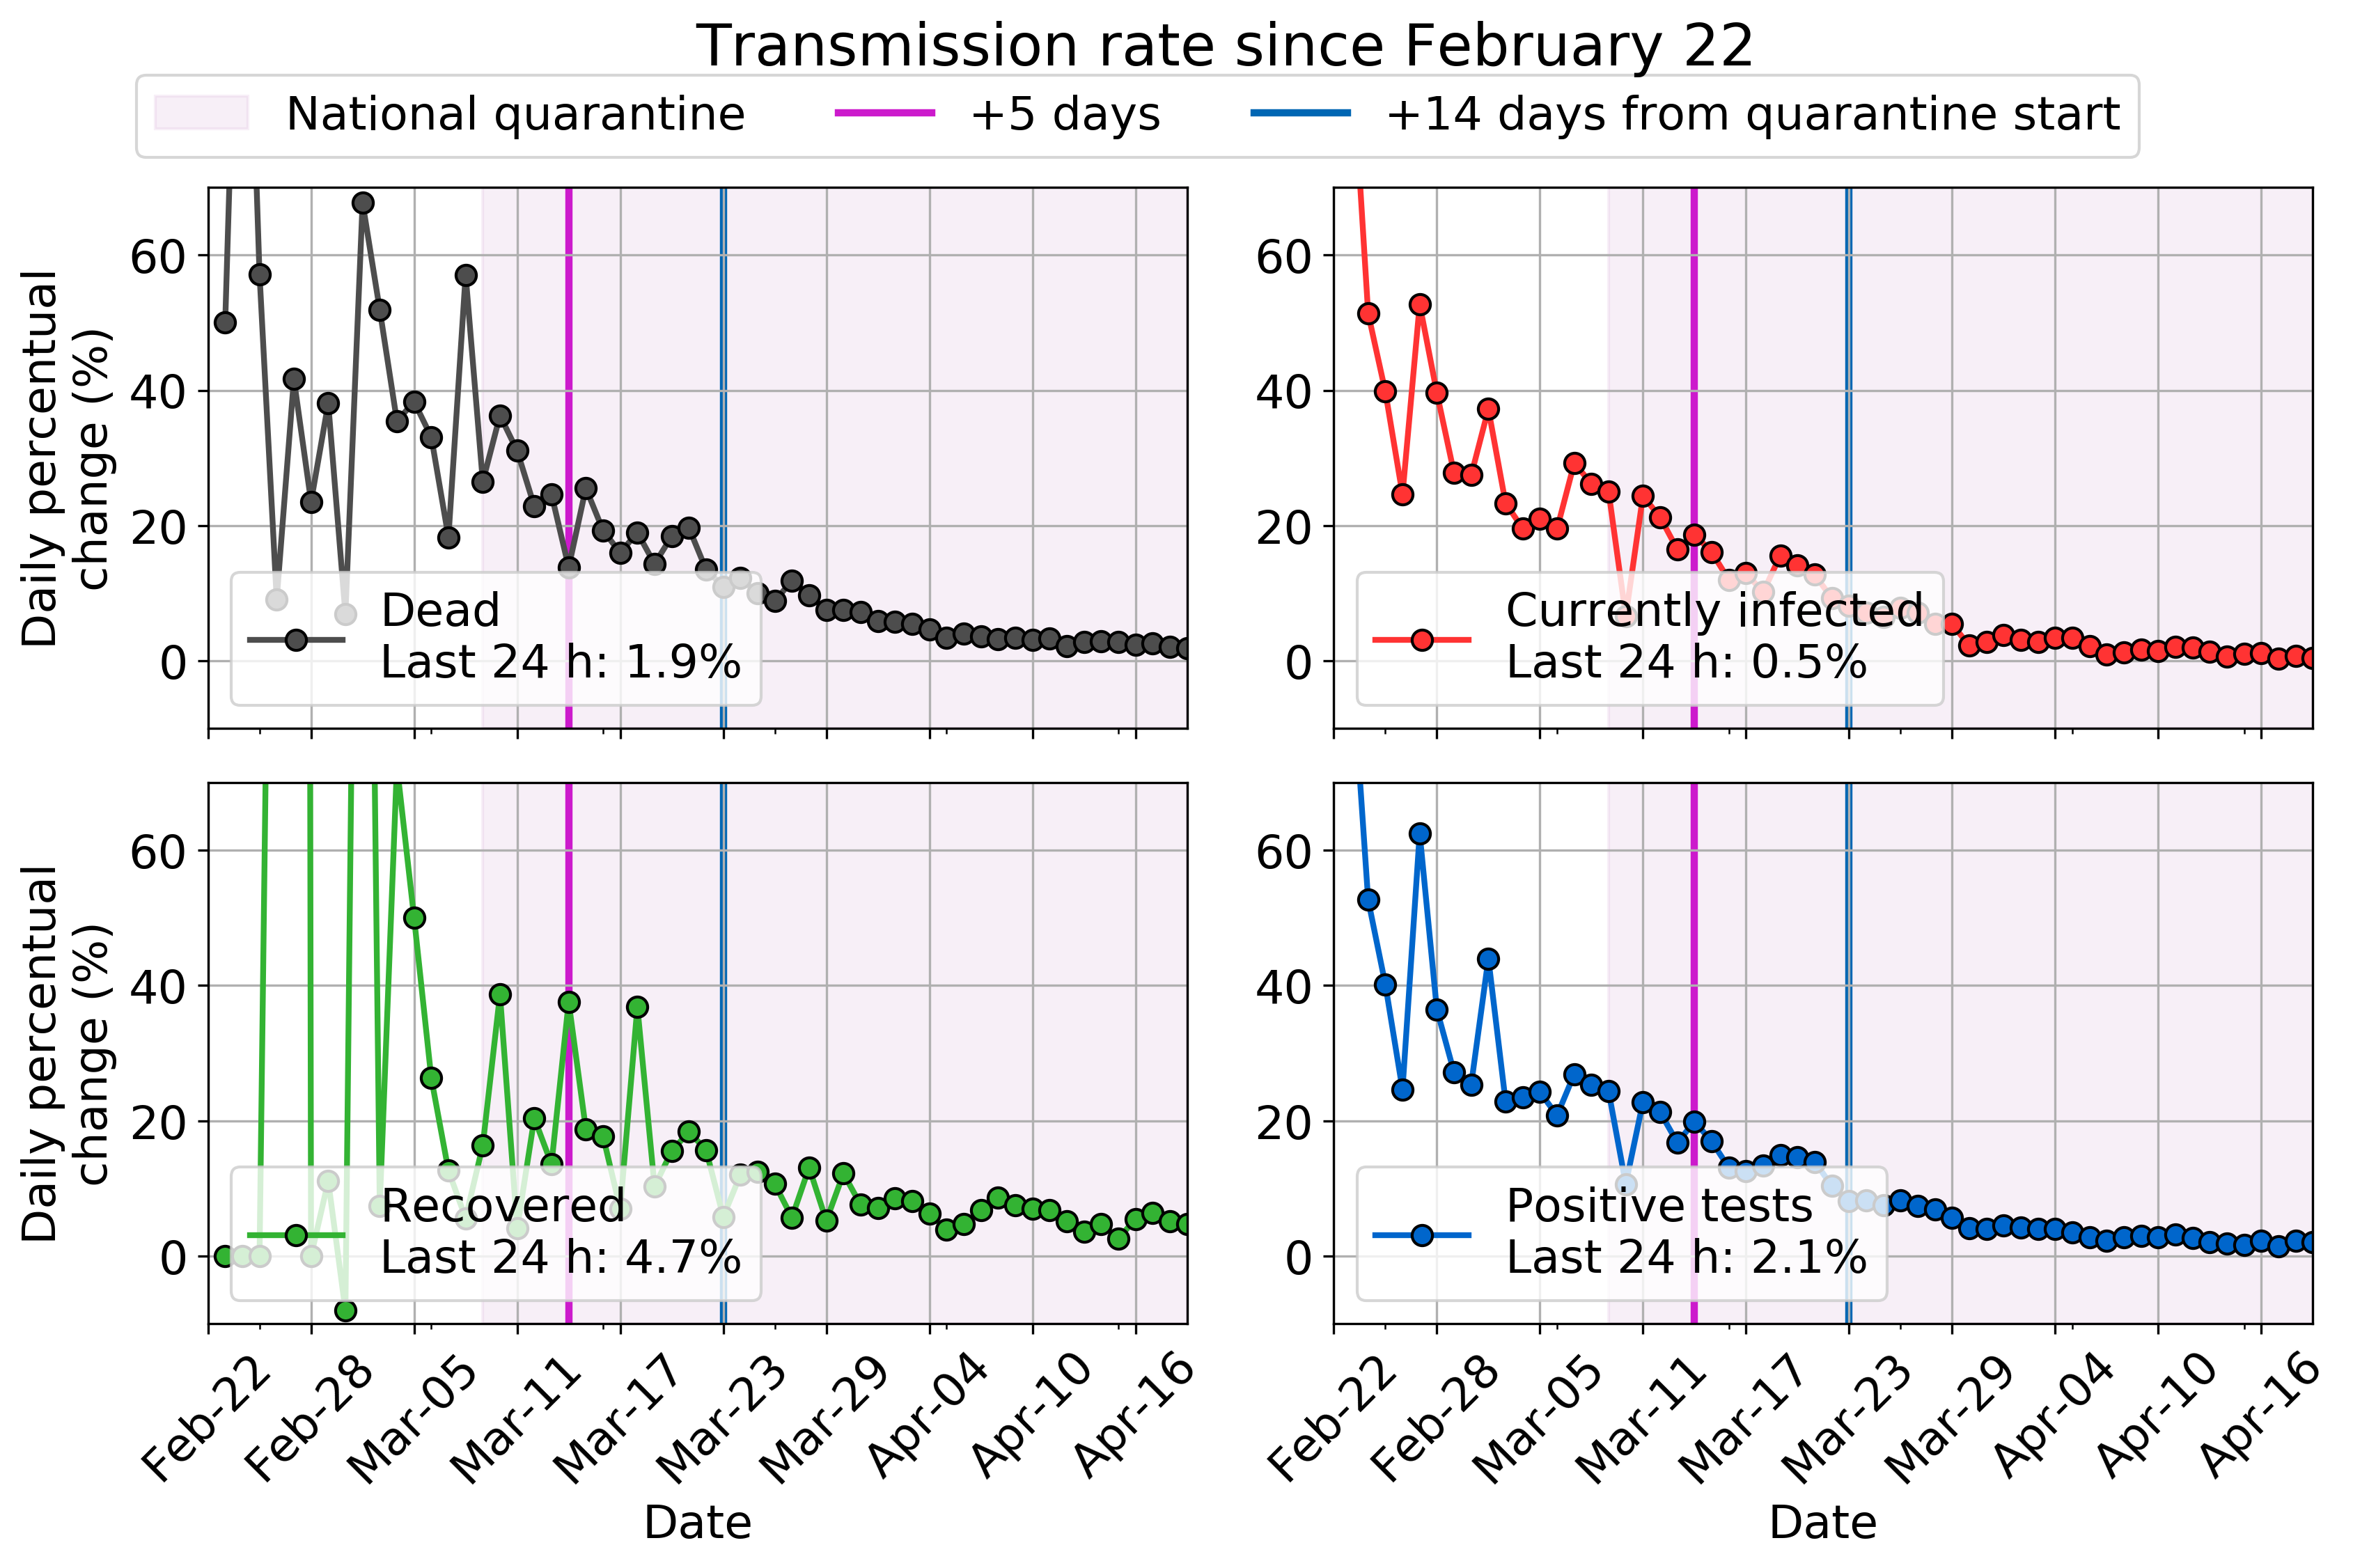 Transmission rate since February 22
National quarantine +5 days +14 days from quarantine start
Daily percentual
change (%)
60
40
20
0
Dead
Last 24 h: 1.9%
60
40
20
0
Currently infected
Last 24 h: 0.5%
Daily percentual
change (%)
60
40
20
0
Recovered
Last 24 h: 4.7%
Feb-22 Feb-28 Mar-05 Mar-11 Mar-17 Mar-23 Mar-29 Apr-04 Apr-10 Apr-16
Date
60
40
20
0
Positive tests
Last 24 h: 2.1%
Feb-22 Feb-28 Mar-05 Mar-11 Mar-17 Mar-23 Mar-29 Apr-04 Apr-10 Apr-16
Date